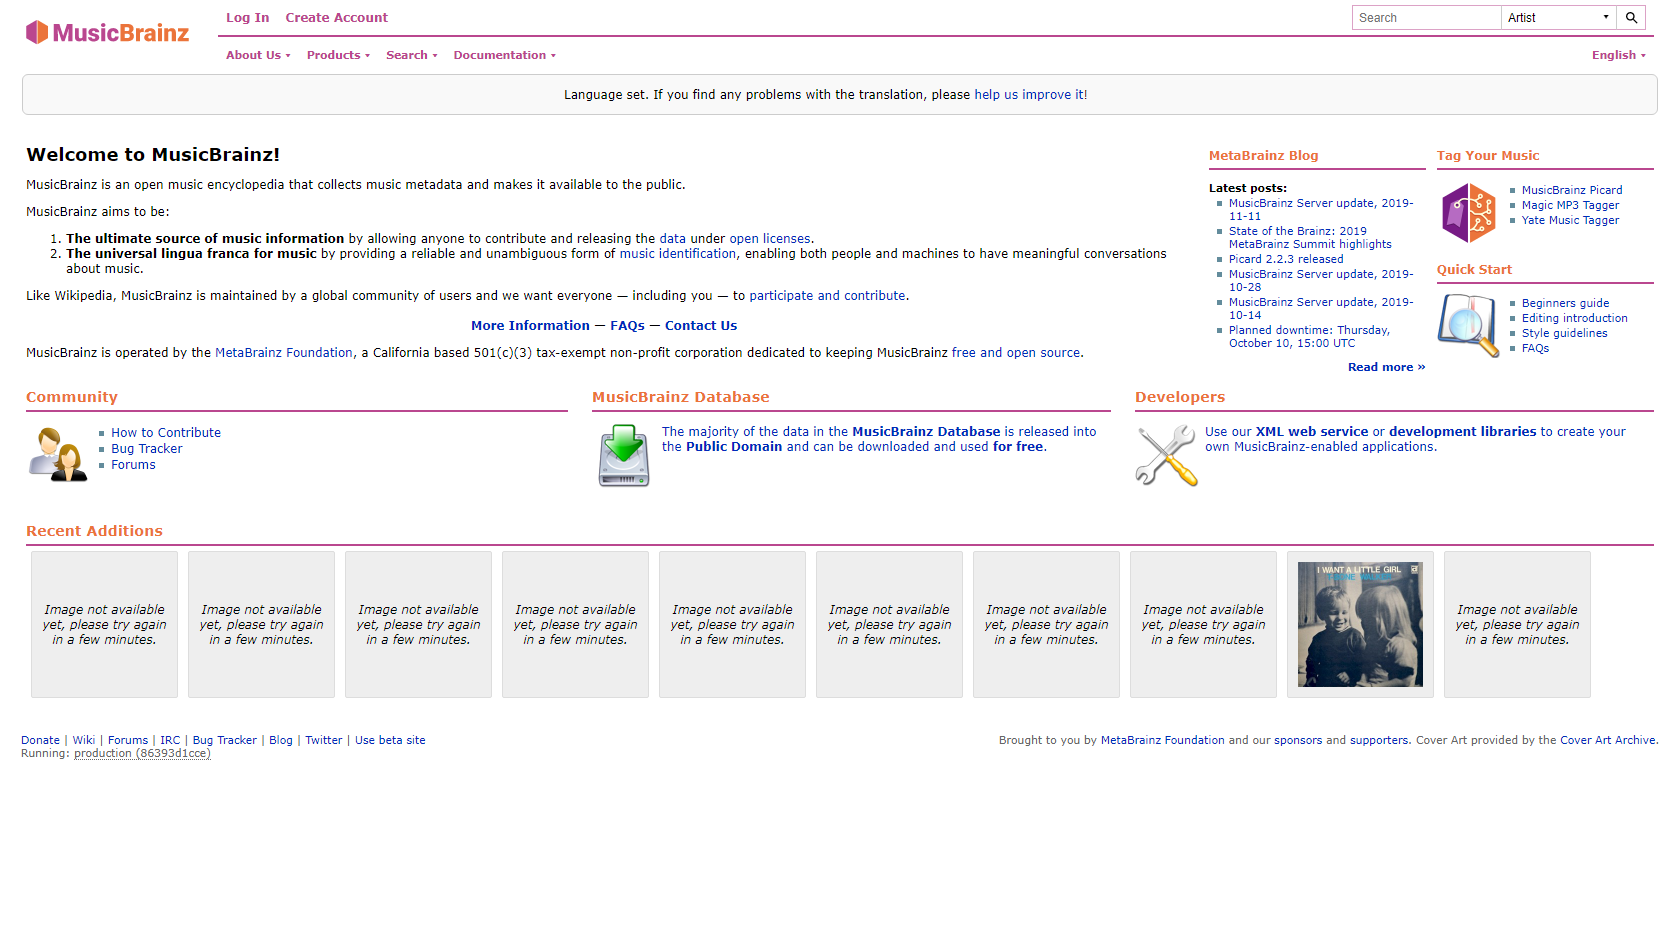 MusicBrainz
Log In Create Account
Search Artist
About Us Products Search Documentation
English
Language set. If you find any problems with the translation, please help us improve it!
Welcome to MusicBrainz!
MusicBrainz is an open music encyclopedia that collects music metadata and makes it available to the public.
MusicBrainz aims to be:
1. The ultimate source of music information by allowing anyone to contribute and releasing the data under open licenses.
2. The universal lingua franca for music by providing a reliable and unambiguous form of music identification, enabling both people and machines to have meaningful conversations
about music.
Like Wikipedia, MusicBrainz is maintained by a global community of users and we want everyone — including you — to participate and contribute.
More Information — FAQs — Contact Us
MusicBrainz is operated by the MetaBrainz Foundation, a California based 501(c)(3) tax-exempt non-profit corporation dedicated to keeping MusicBrainz free and open source.
MetaBrainz Blog
Latest posts:
MusicBrainz Server update, 2019-
11-11
State of the Brainz: 2019
MetaBrainz Summit highlights
Picard 2.2.3 released
MusicBrainz Server update, 2019-
10-28
MusicBrainz Server update, 2019-
10-14
Planned downtime: Thursday,
October 10, 15:00 UTC
Read more »
Tag Your Music
MusicBrainz Picard
Magic MP3 Tagger
Yate Music Tagger
Quick Start
Beginners guide
Editing introduction
Style guidelines
FAQs
Community
How to Contribute
Bug Tracker
Forums
MusicBrainz Database
The majority of the data in the MusicBrainz Database is released into
the Public Domain and can be downloaded and used for free.
Developers
Use our XML web service or development libraries to create your
own MusicBrainz-enabled applications.
Recent Additions
Image not available
yet, please try again
in a few minutes.
Image not available
yet, please try again
in a few minutes.
Image not available
yet, please try again
in a few minutes.
Image not available
yet, please try again
in a few minutes.
Image not available
yet, please try again
in a few minutes.
Image not available
yet, please try again
in a few minutes.
Image not available
yet, please try again
in a few minutes.
Image not available
yet, please try again
in a few minutes.
I WANT A LITTLE GIRL
Image not available
yet, please try again
in a few minutes.
Donate | Wiki | Forums | IRC | Bug Tracker | Blog | Twitter | Use beta site
Running: production (86393d1cce)
Brought to you by MetaBrainz Foundation and our sponsors and supporters. Cover Art provided by the Cover Art Archive.